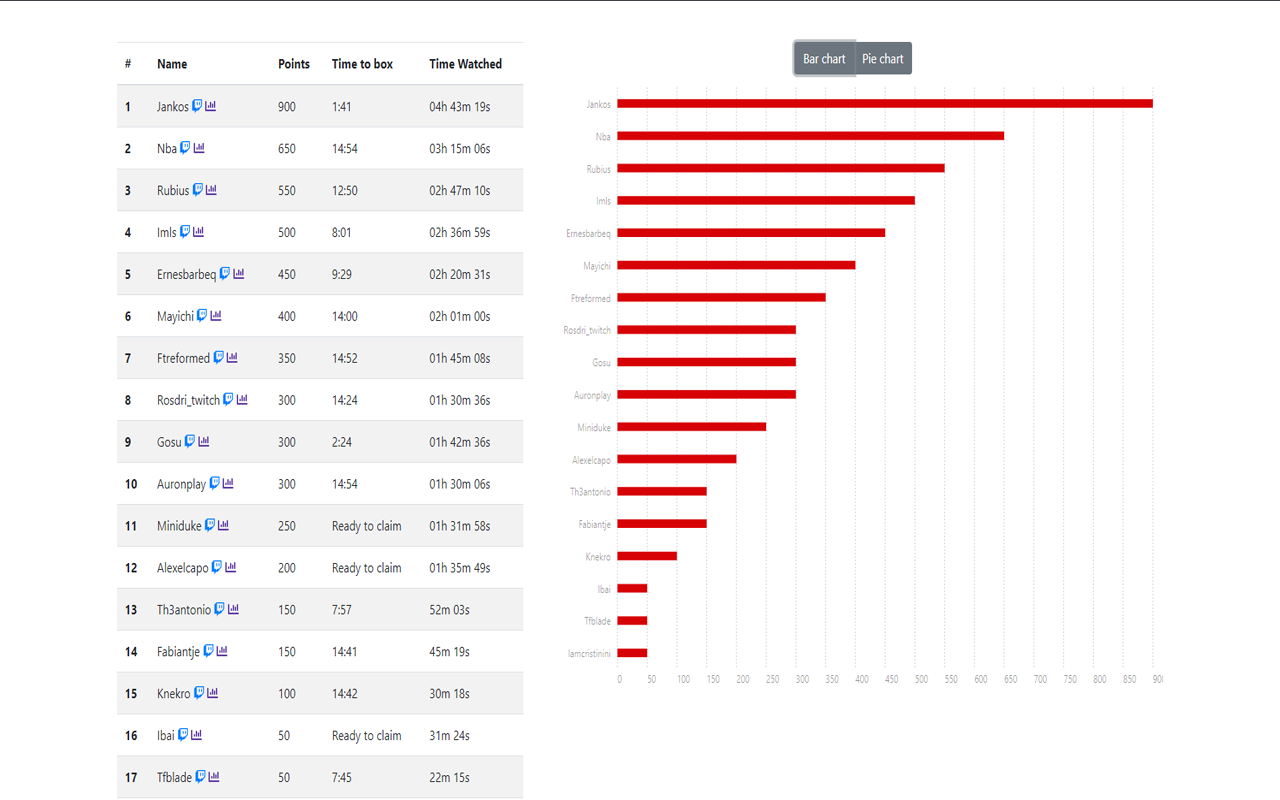 # Name Points Time to box Time Watched
1 Jankos 900 1:41 04h 43m 19s
2 Nba 650 14:54 03h 15m 06s
3 Rubius 550 12:50 02h 47m 10s
4 lmls 500 8:01 02h 36m 59s
5 Ernesbarbeq 450 9:29 02h 20m 31s
6 Mayichi 400 14:00 02h 01m 00s
7 Ftreformed 350 14:52 01h 45m 08s
8 Rosdri_twitch 300 14:24 01h 30m 36s
9 Gosu 300 2:24 01h 42m 36s
10 Auronplay 300 14:54 01h 30m 06s
11 Miniduke 250 Ready to claim 01h 31m 58s
12 Alexelcapo 200 Ready to claim 01h 35m 49s
13 Th3antonio 150 7:57 52m 03s
14 Fabiantje 150 14:41 45m 19s
15 Knekro 100 14:42 30m 18s
16 Ibai 50 Ready to claim 31m 24s
17 Tfblade 50 7:45 22m 15s
Bar chart Pie chart
Jankos
Nba
Rubius
lmls
Ernesbarbeq
Mayichi
Ftreformed
Rosdri_twitch
Gosu
Auronplay
Miniduke
Alexelcapo
Th3antonio
Fabiantje
Knekro
Ibai
Tfblade
Iamcristinini
0 50 100 150 200 250 300 350 400 450 500 550 600 650 700 750 800 850 900